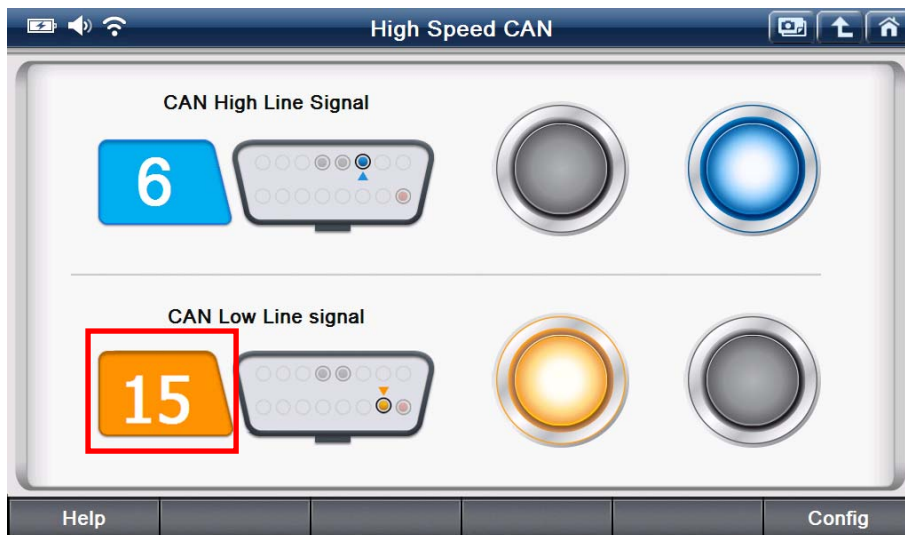 High Speed CAN
CAN High Line Signal
6
CAN Low Line signal
15
Help
Config